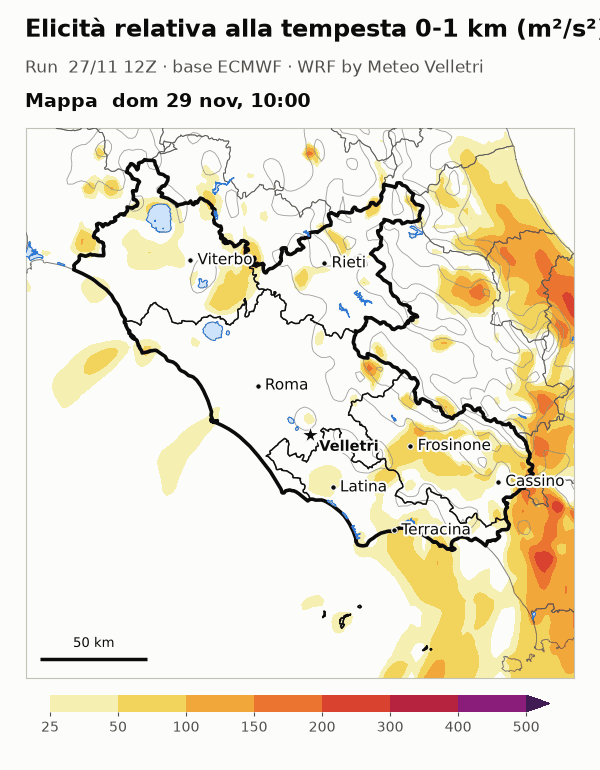 Elicità relativa alla tempesta 0-1 km (m²/s²)
Run 27/11 12Z · base ECMWF · WRF by Meteo Velletri
Mappa dom 29 nov, 10:00
Viterbo
Rieti
Roma
Velletri
Frosinone
Cassino
Latina
Terracina
50 km
25 50 100 150 200 300 400 500